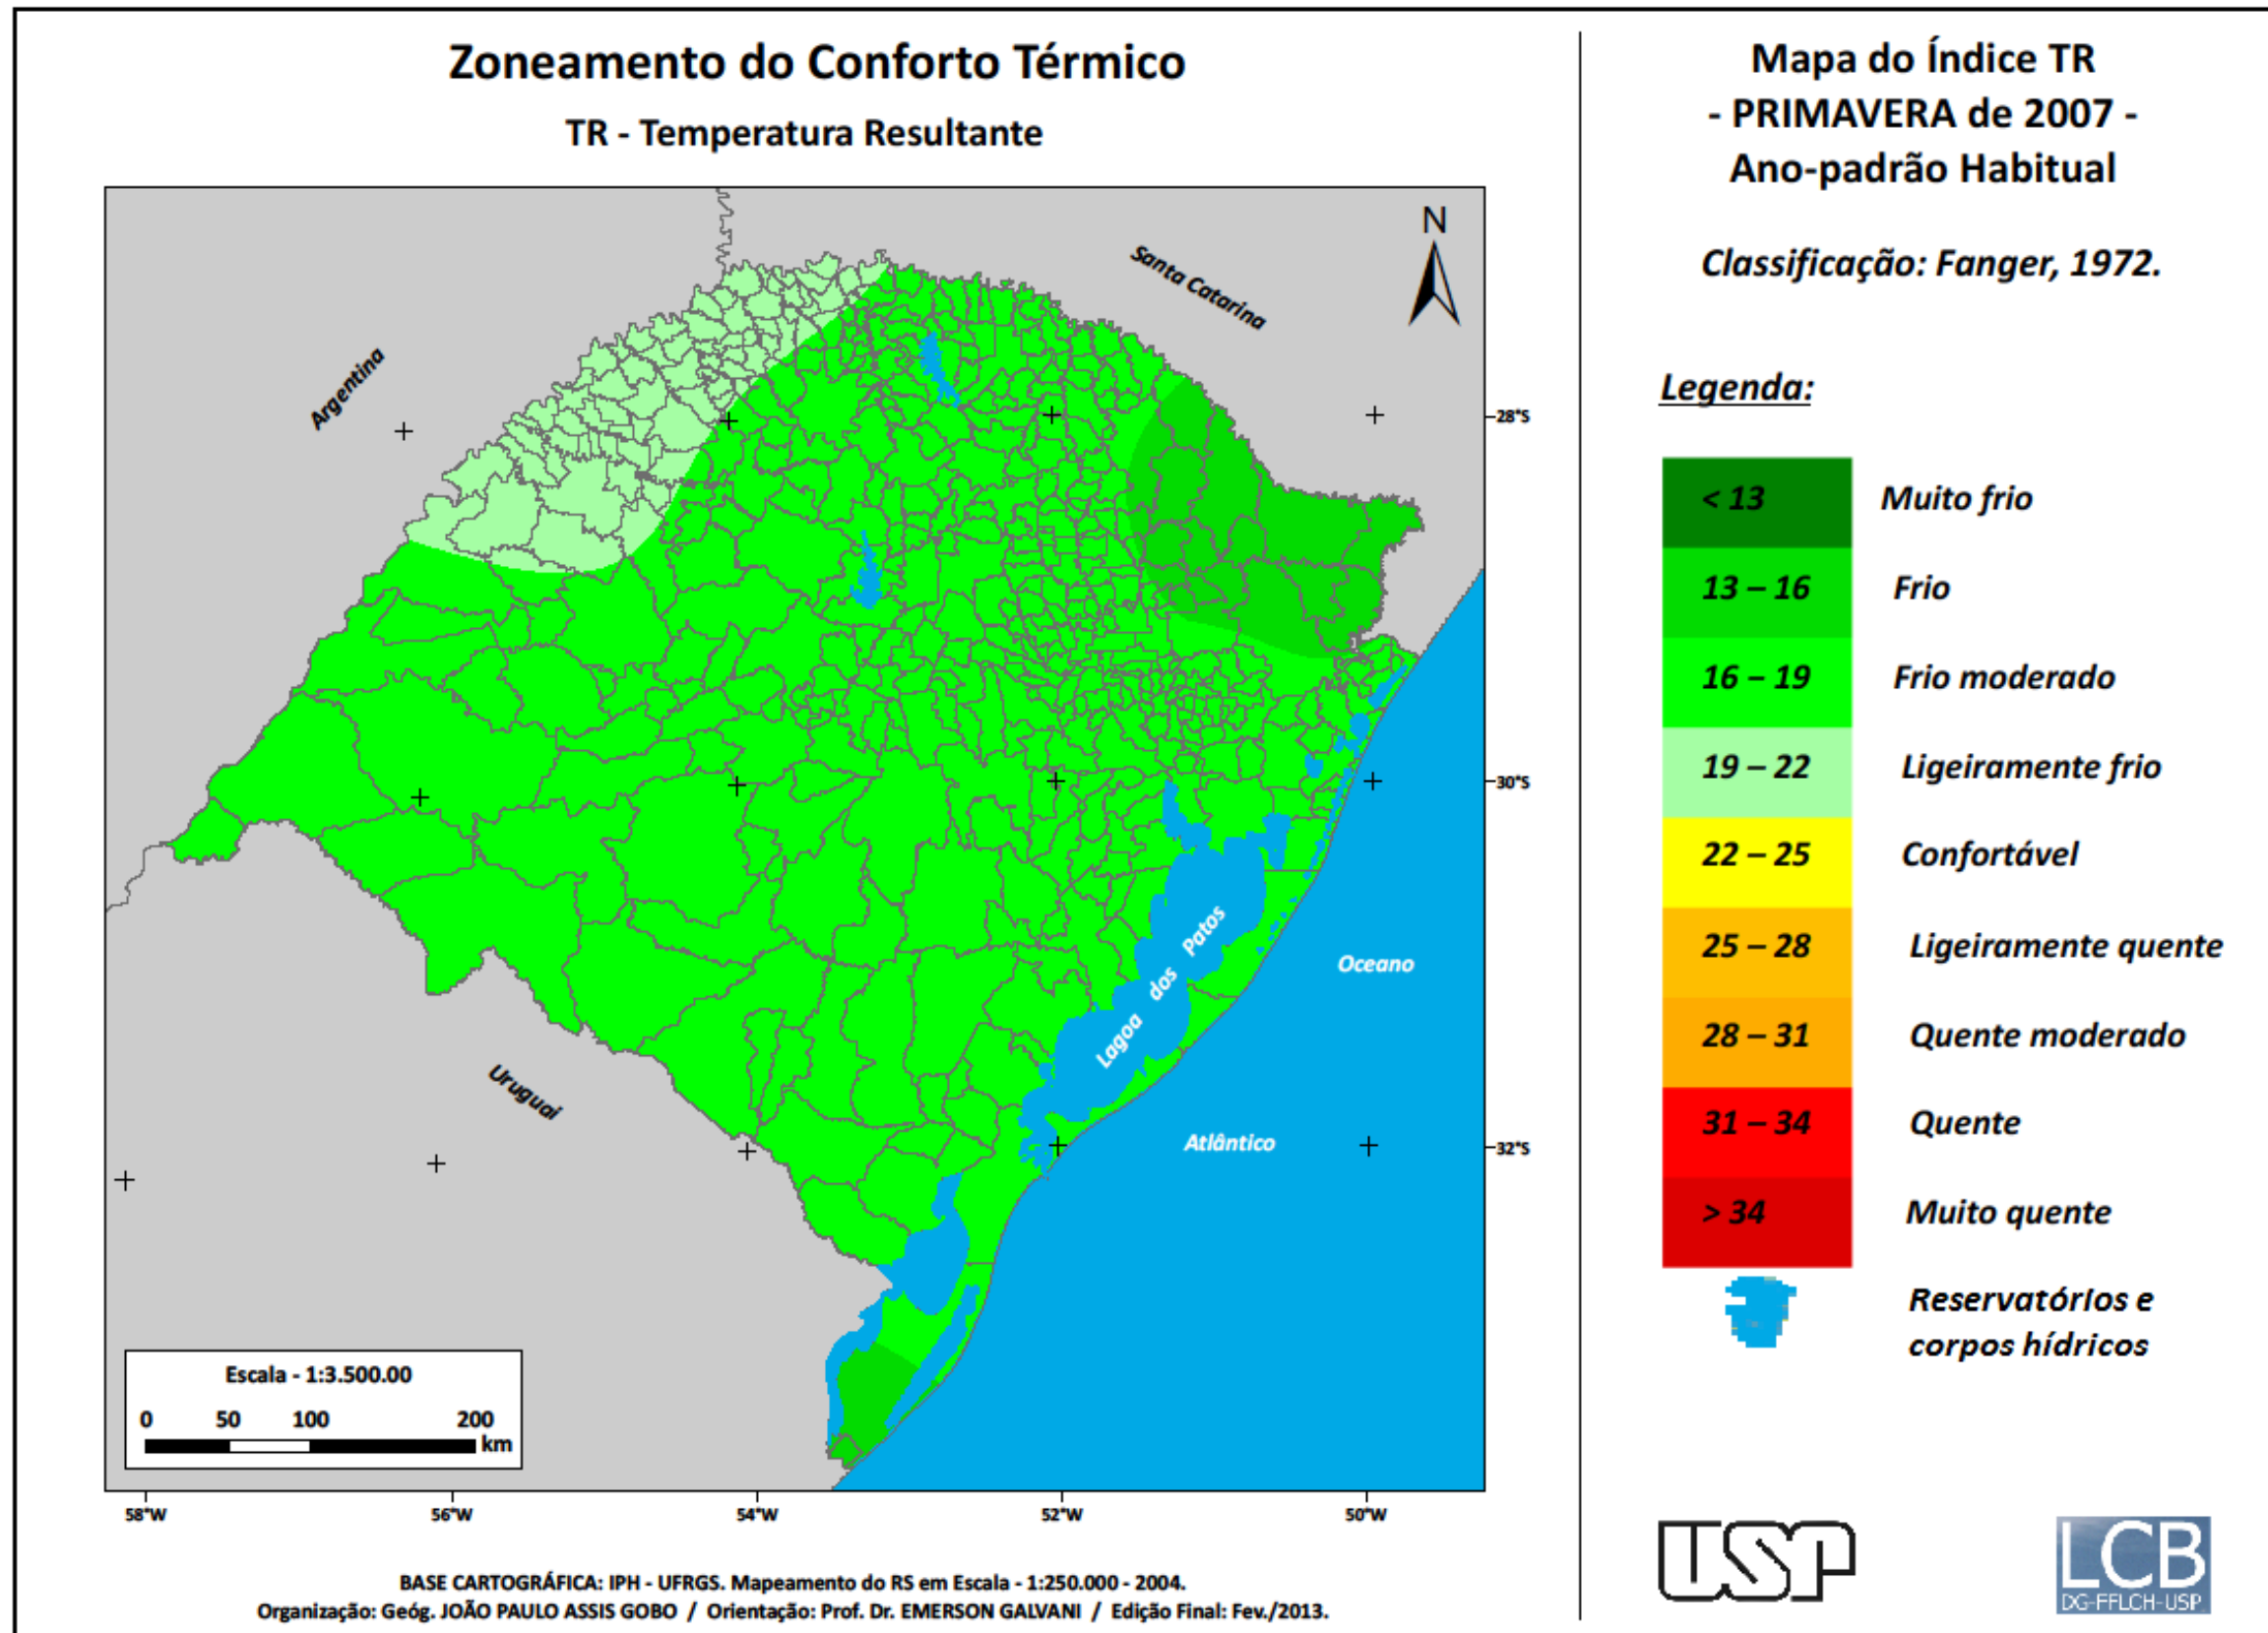 Zoneamento do Conforto Térmico
TR - Temperatura Resultante
Mapa do Índice TR
- PRIMAVERA de 2007 -
Ano-padrão Habitual
Classificação: Fanger, 1972.
N
Santa Catarina
Argentina
Uruguai
Lagoa dos Patos
Oceano
Atlântico
28°S
30°S
32°S
58°W
56°W
54°W
52°W
50°W
Escala - 1:3.500.00
0 50 100 200
km
Legenda:
< 13 Muito frio
13 – 16 Frio
16 – 19 Frio moderado
19 – 22 Ligeiramente frio
22 – 25 Confortável
25 – 28 Ligeiramente quente
28 – 31 Quente moderado
31 – 34 Quente
> 34 Muito quente
Reservatórios e
corpos hídricos
BASE CARTOGRÁFICA: IPH - UFRGS. Mapeamento do RS em Escala - 1:250.000 - 2004.
Organização: Geóg. JOÃO PAULO ASSIS GOBO / Orientação: Prof. Dr. EMERSON GALVANI / Edição Final: Fev./2013.
USP
LCB
DG-FFLCH-USP